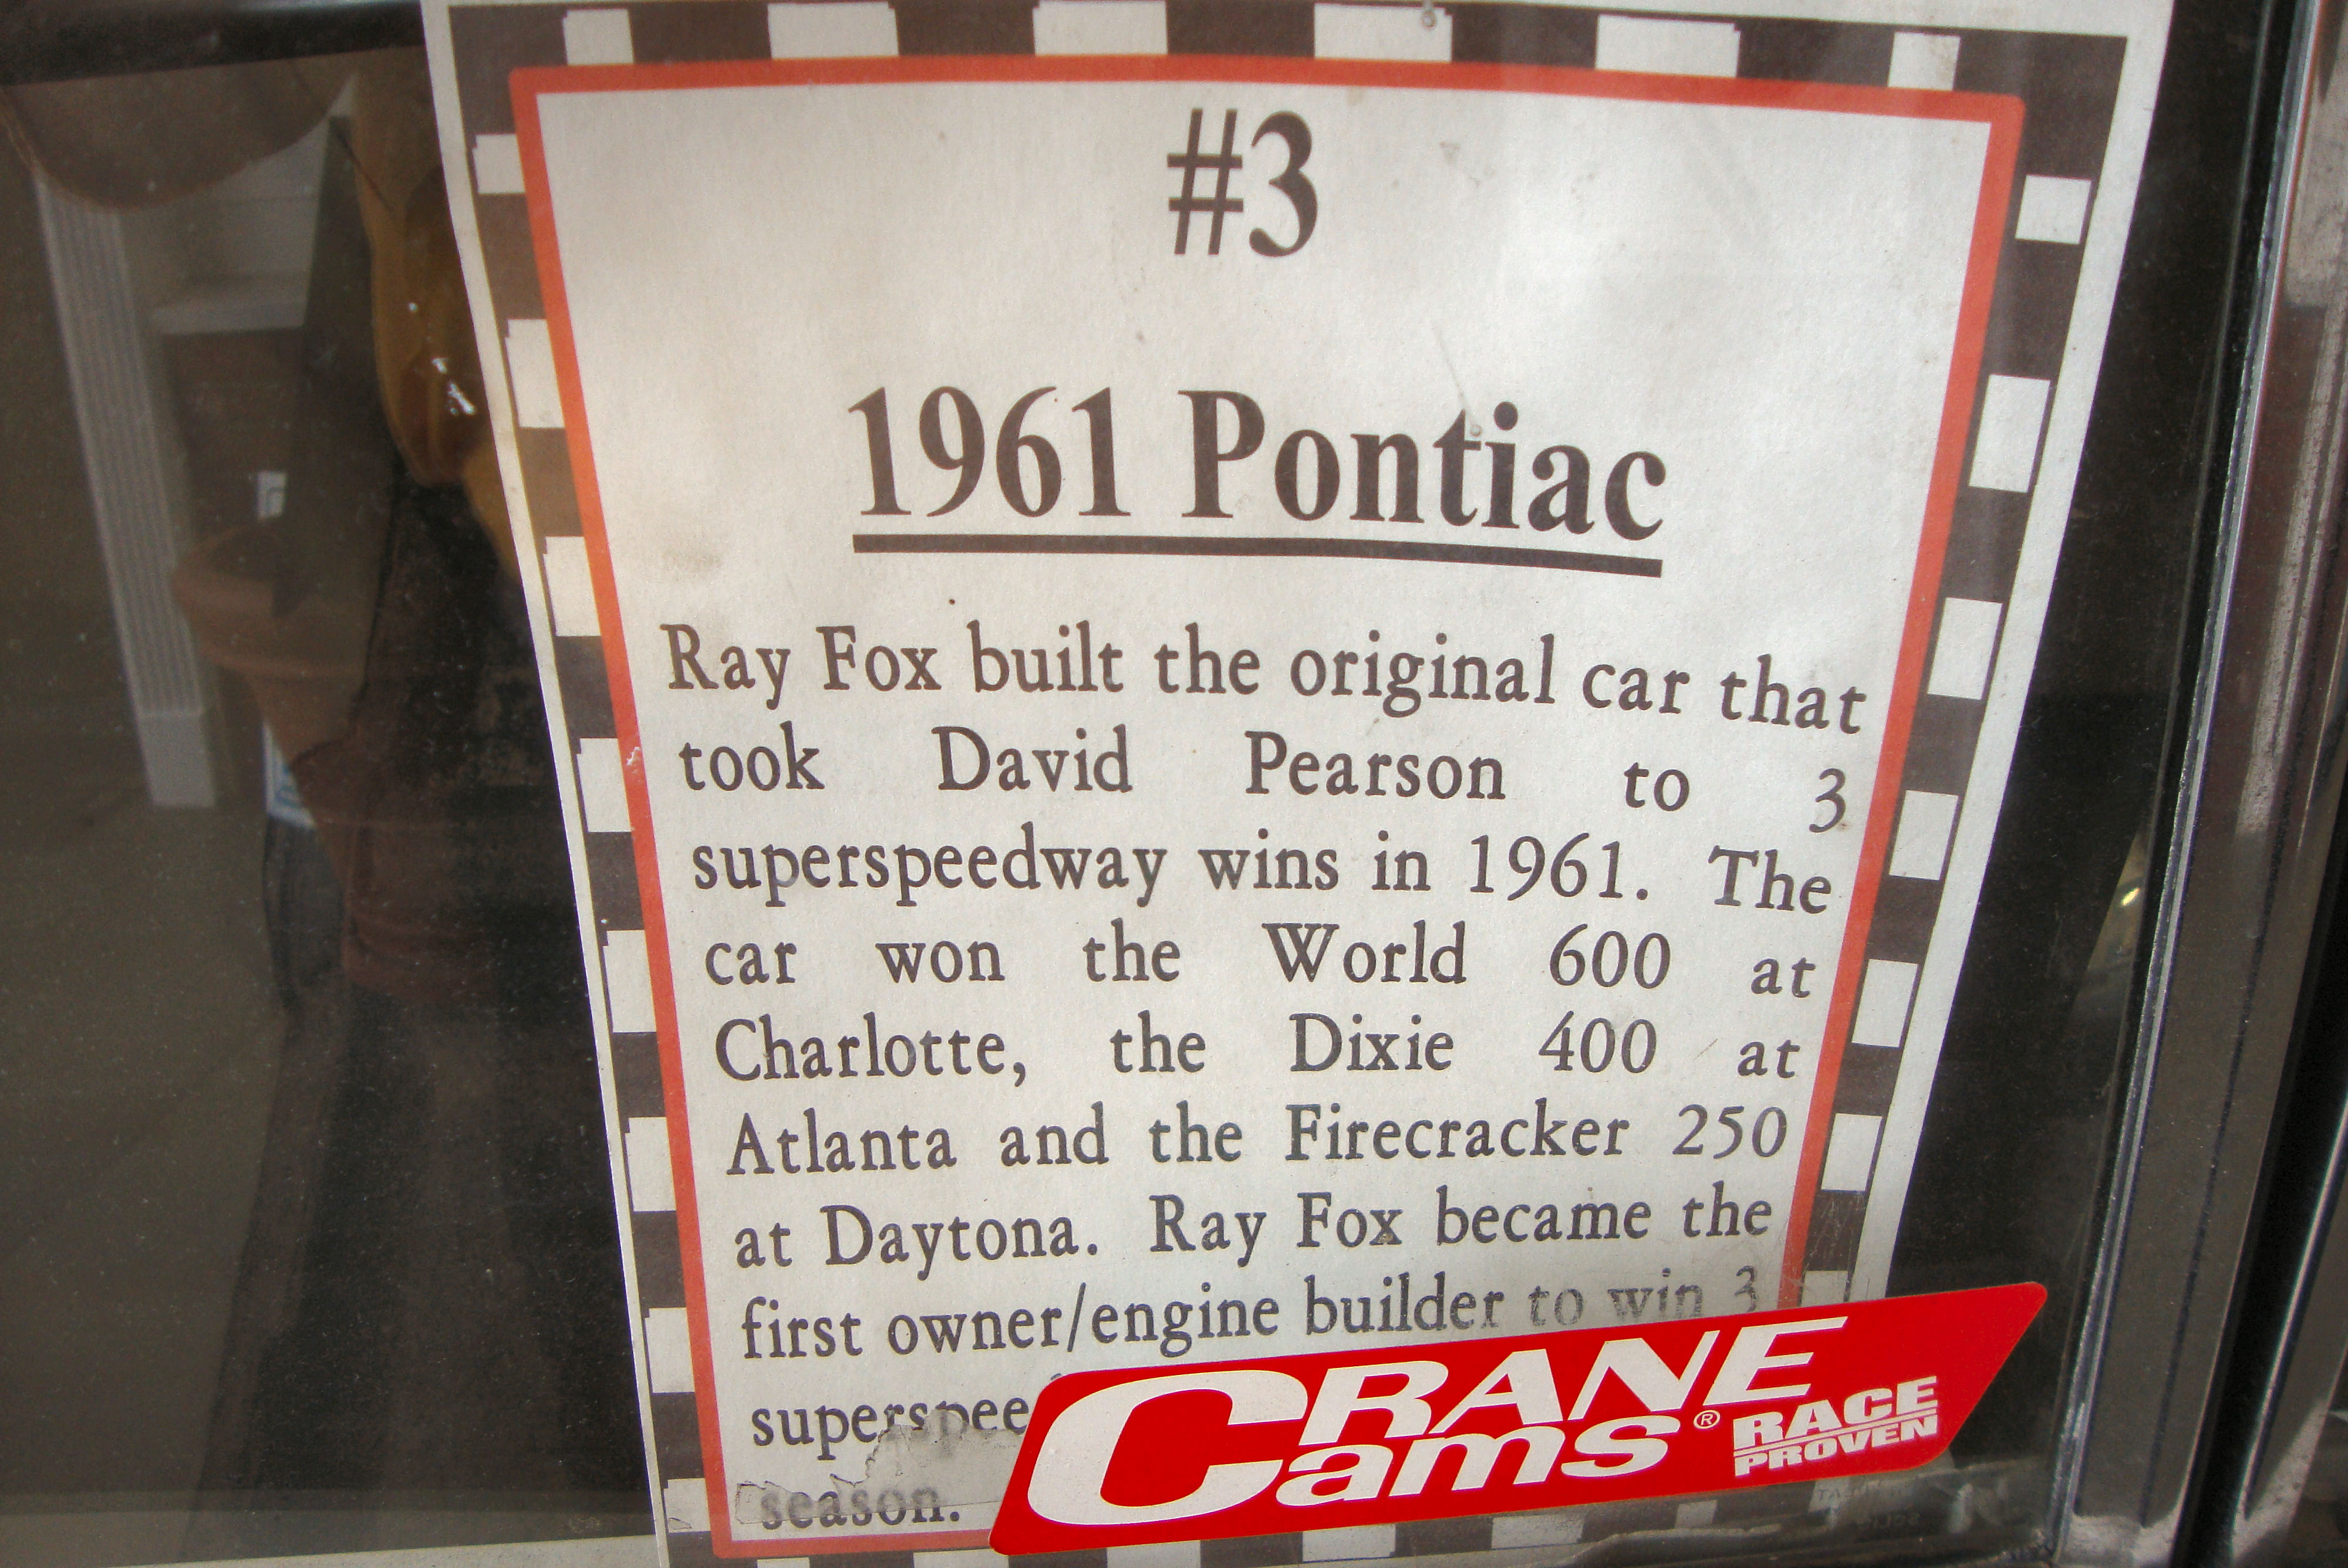 #3
1961 Pontiac
Ray Fox built the original car that
took David Pearson to 3
superspeedway wins in 1961. The
car won the World 600 at
Charlotte, the Dixie 400 at
Atlanta and the Firecracker 250
at Daytona. Ray Fox became the
first owner/engine builder to win 3
superspee
season.
CRANE
Cams®
RACE
PROVEN